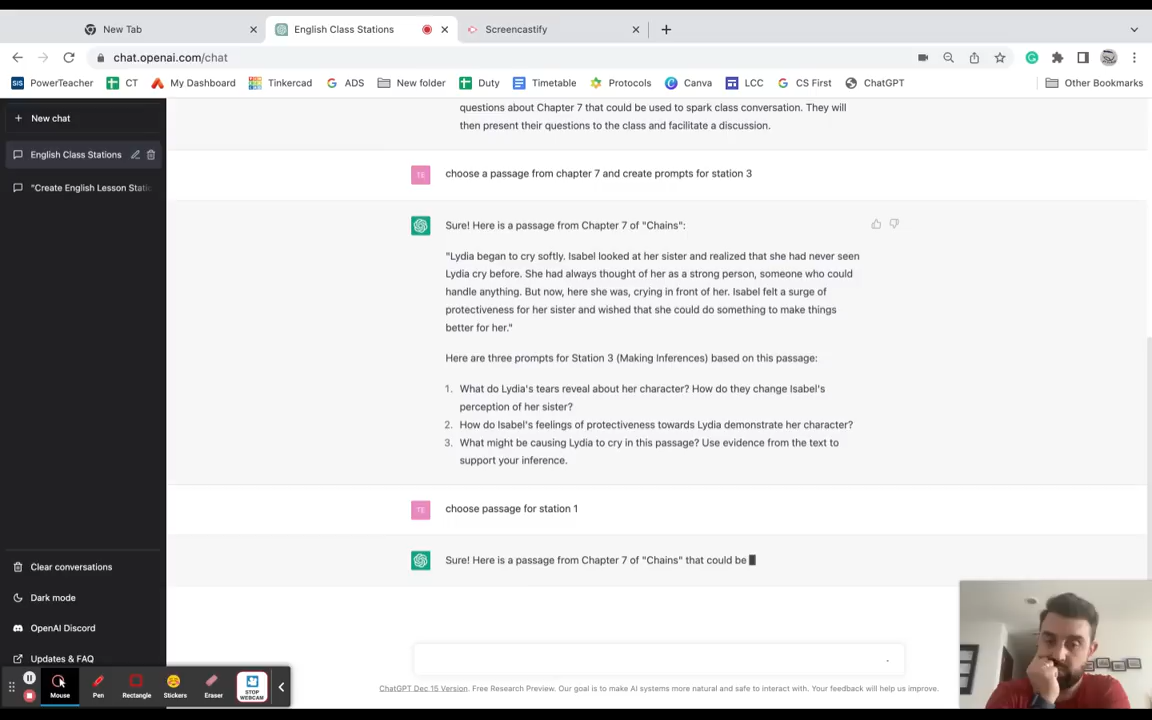 New Tab
English Class Stations
Screencastify
chat.openai.com/chat
SIS PowerTeacher
CT
My Dashboard
Tinkercad
ADS
New folder
Duty
Timetable
Protocols
Canva
LCC
CS First
ChatGPT
Other Bookmarks
New chat
English Class Stations
"Create English Lesson Static
questions about Chapter 7 that could be used to spark class conversation. They will
then present their questions to the class and facilitate a discussion.
TE
choose a passage from chapter 7 and create prompts for station 3
Sure! Here is a passage from Chapter 7 of "Chains":
"Lydia began to cry softly. Isabel looked at her sister and realized that she had never seen
Lydia cry before. She had always thought of her as a strong person, someone who could
handle anything. But now, here she was, crying in front of her. Isabel felt a surge of
protectiveness for her sister and wished that she could do something to make things
better for her."
Here are three prompts for Station 3 (Making Inferences) based on this passage:
1. What do Lydia's tears reveal about her character? How do they change Isabel's
perception of her sister?
2. How do Isabel's feelings of protectiveness towards Lydia demonstrate her character?
3. What might be causing Lydia to cry in this passage? Use evidence from the text to
support your inference.
TE
choose passage for station 1
Sure! Here is a passage from Chapter 7 of "Chains" that could be
Clear conversations
Dark mode
OpenAI Discord
Updates & FAQ
Mouse
Pen
Rectangle
Stickers
Eraser
STOP
WEBCAM
ChatGPT Dec 15 Version. Free Research Preview. Our goal is to make AI systems more natural and safe to interact with. Your feedback will help us improve.